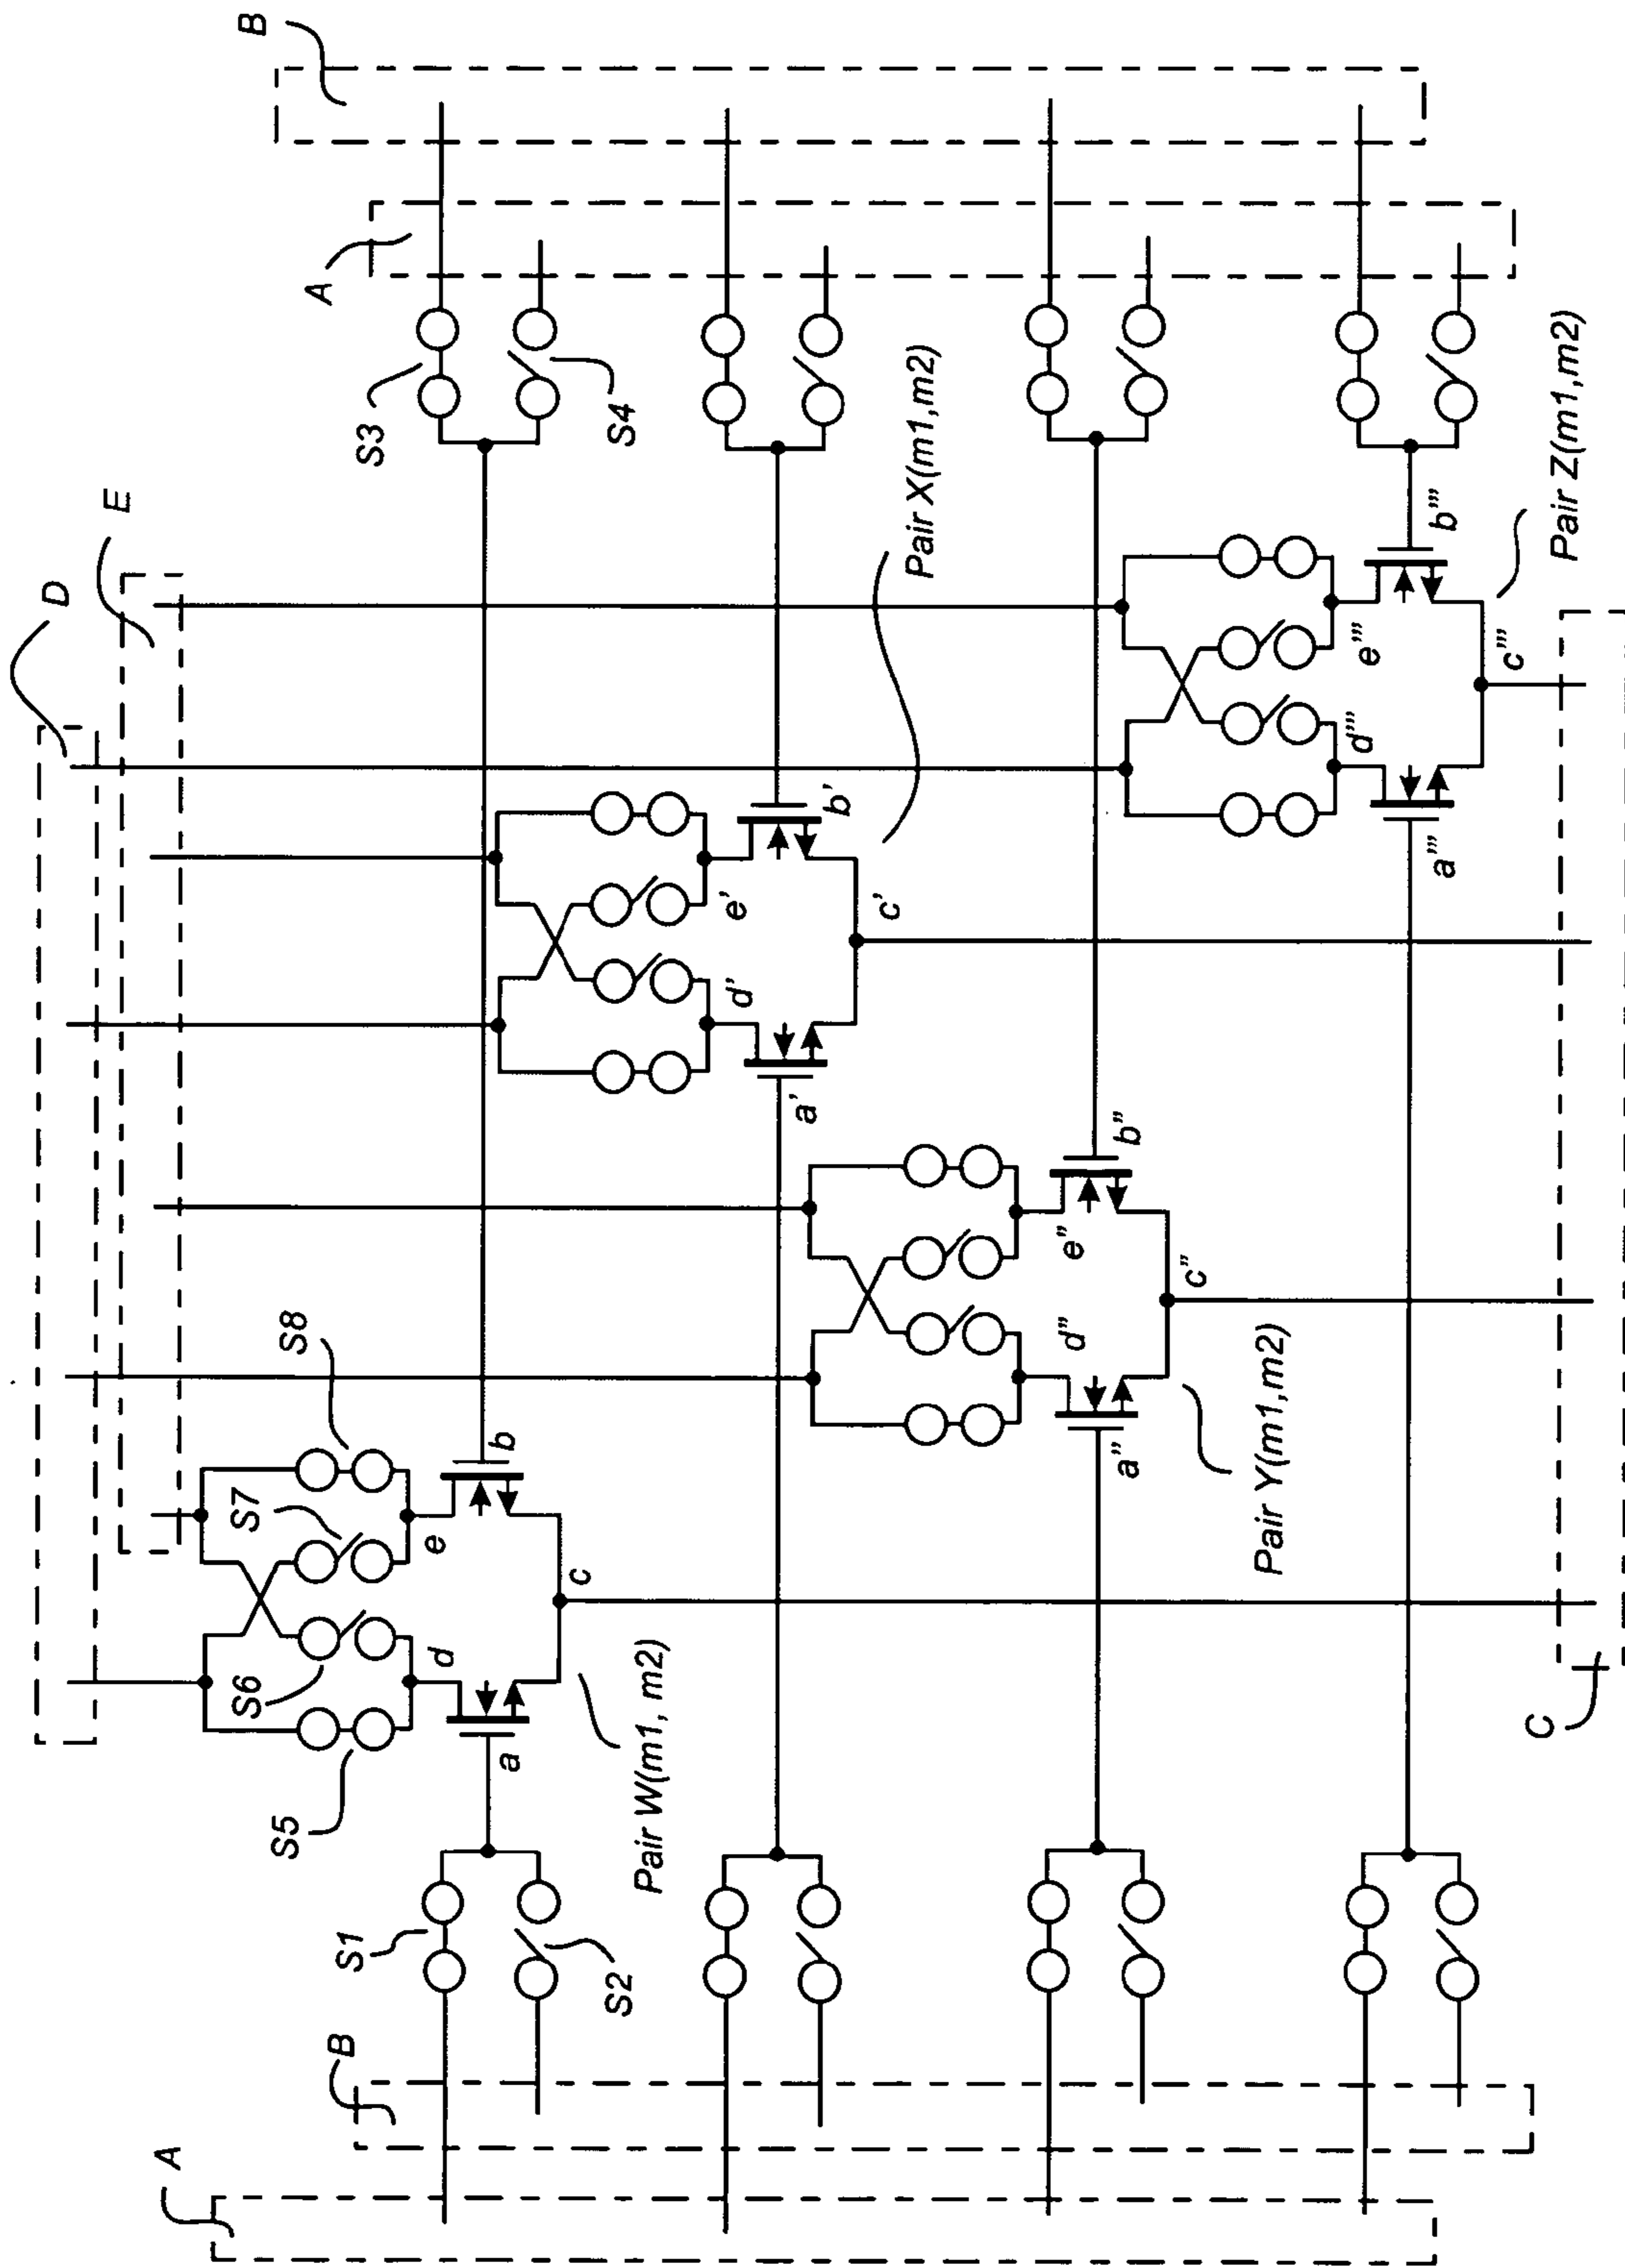 D
E
B
A
S3
S4
S8
S7
S6
S5
e
b
d
a
c
Pair W(m1, m2)
e'
b'
d'
a'
c'
Pair X(m1,m2)
e''
b''
d''
a''
c''
Pair Y(m1,m2)
e'''
b'''
d'''
a'''
c'''
Pair Z(m1,m2)
S1
S2
B
A
C